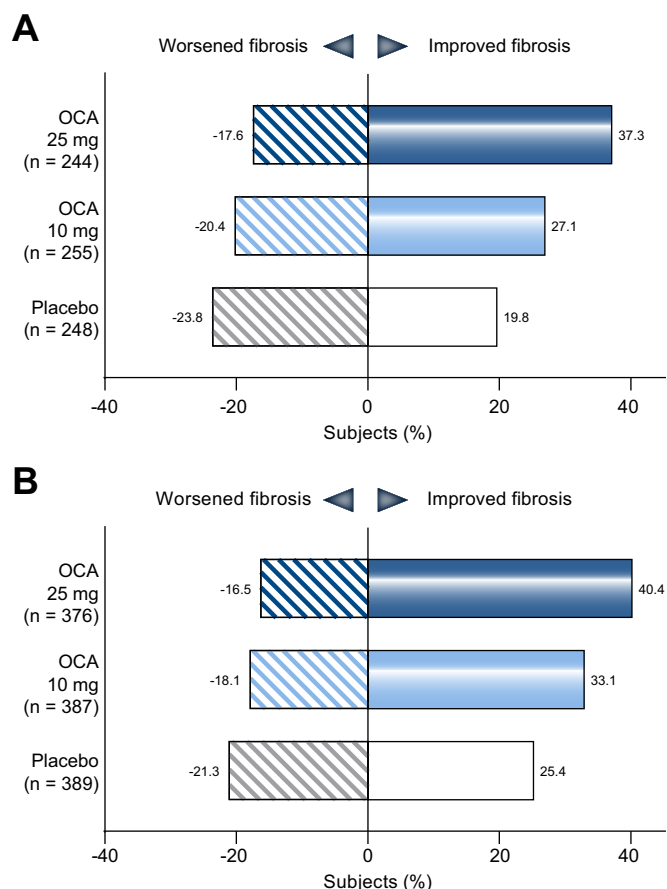 A
Worsened fibrosis Improved fibrosis
OCA
25 mg
(n = 244)
-17.6 37.3
OCA
10 mg
(n = 255)
-20.4 27.1
Placebo
(n = 248)
-23.8 19.8
-40 -20 0 20 40
Subjects (%)
B
Worsened fibrosis Improved fibrosis
OCA
25 mg
(n = 376)
-16.5 40.4
OCA
10 mg
(n = 387)
-18.1 33.1
Placebo
(n = 389)
-21.3 25.4
-40 -20 0 20 40
Subjects (%)